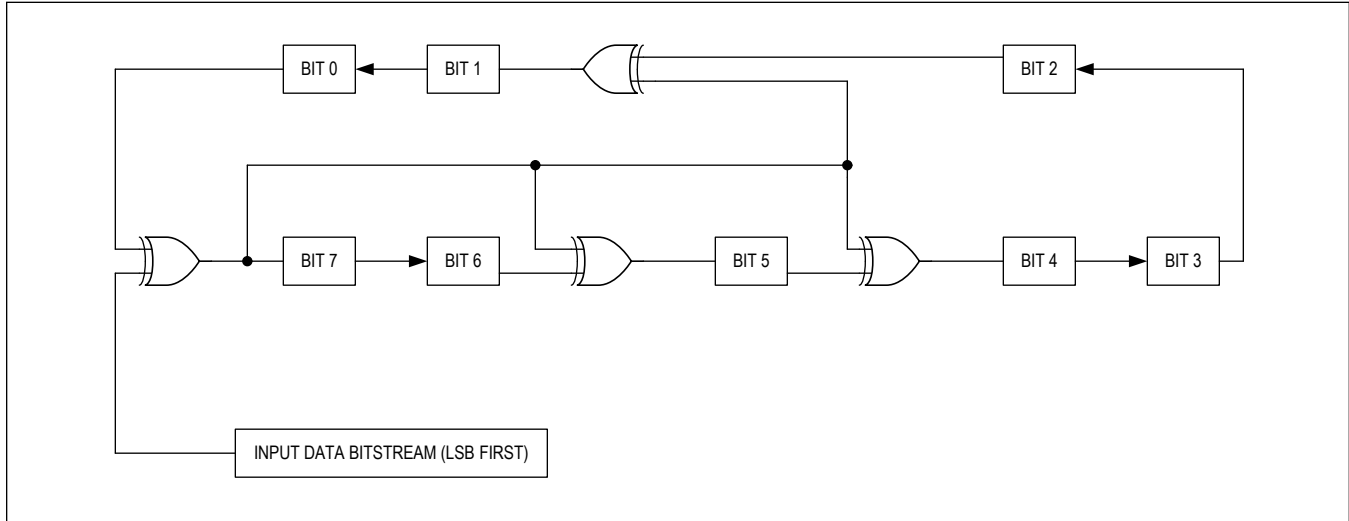 BIT 0
BIT 1
BIT 2
BIT 7
BIT 6
BIT 5
BIT 4
BIT 3
INPUT DATA BITSTREAM (LSB FIRST)